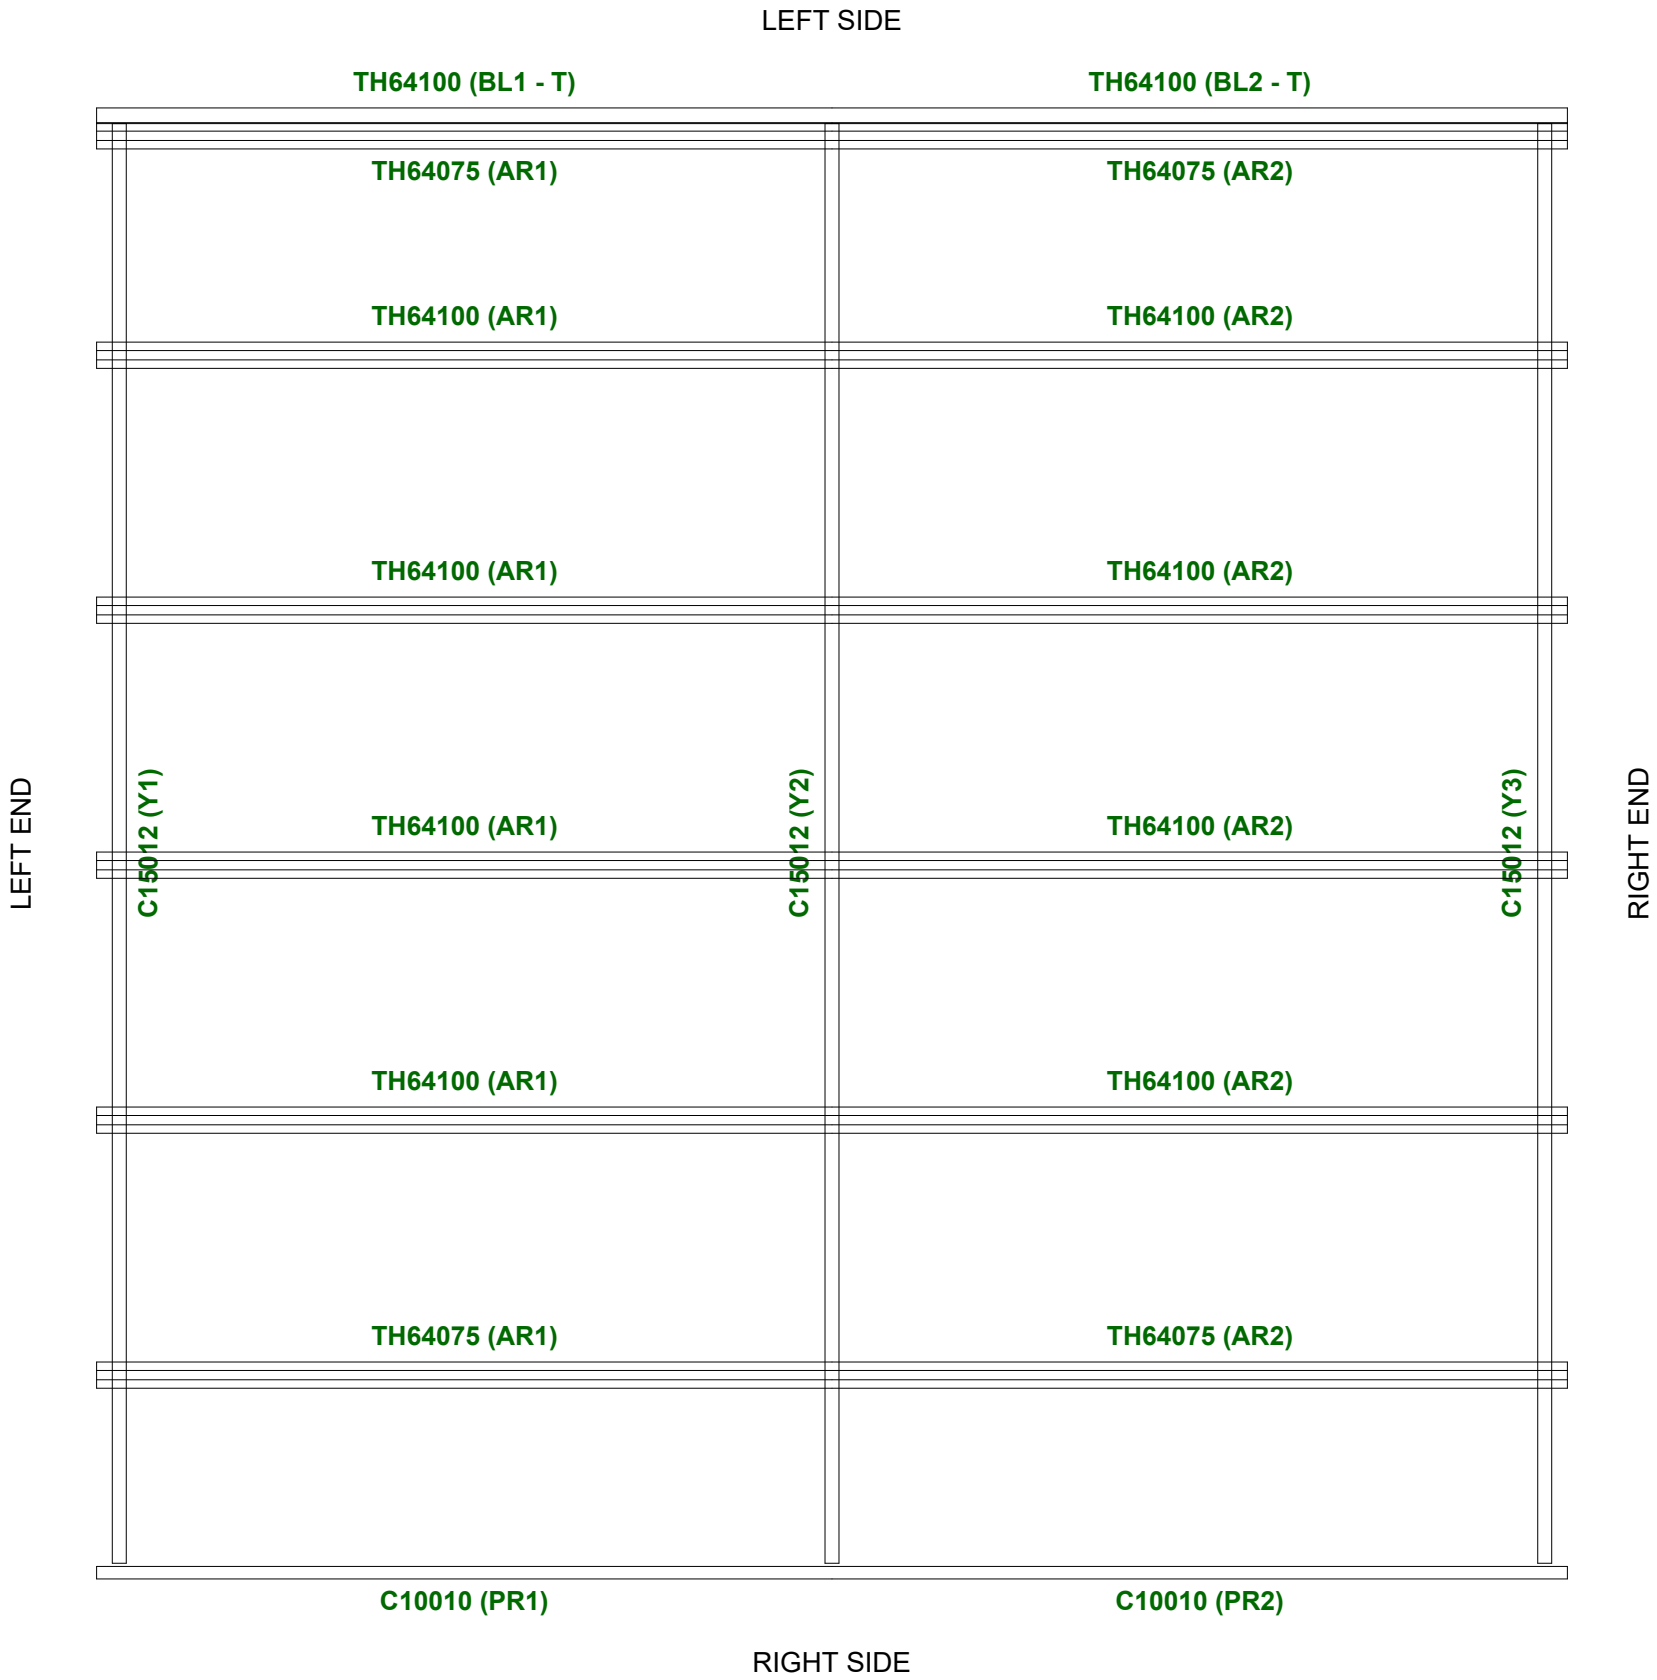 LEFT SIDE
TH64100 (BL1 - T)
TH64100 (BL2 - T)
TH64075 (AR1)
TH64075 (AR2)
TH64100 (AR1)
TH64100 (AR2)
TH64100 (AR1)
TH64100 (AR2)
LEFT END
C15012 (Y1)
TH64100 (AR1)
C15012 (Y2)
TH64100 (AR2)
C15012 (Y3)
RIGHT END
TH64100 (AR1)
TH64100 (AR2)
TH64075 (AR1)
TH64075 (AR2)
C10010 (PR1)
C10010 (PR2)
RIGHT SIDE